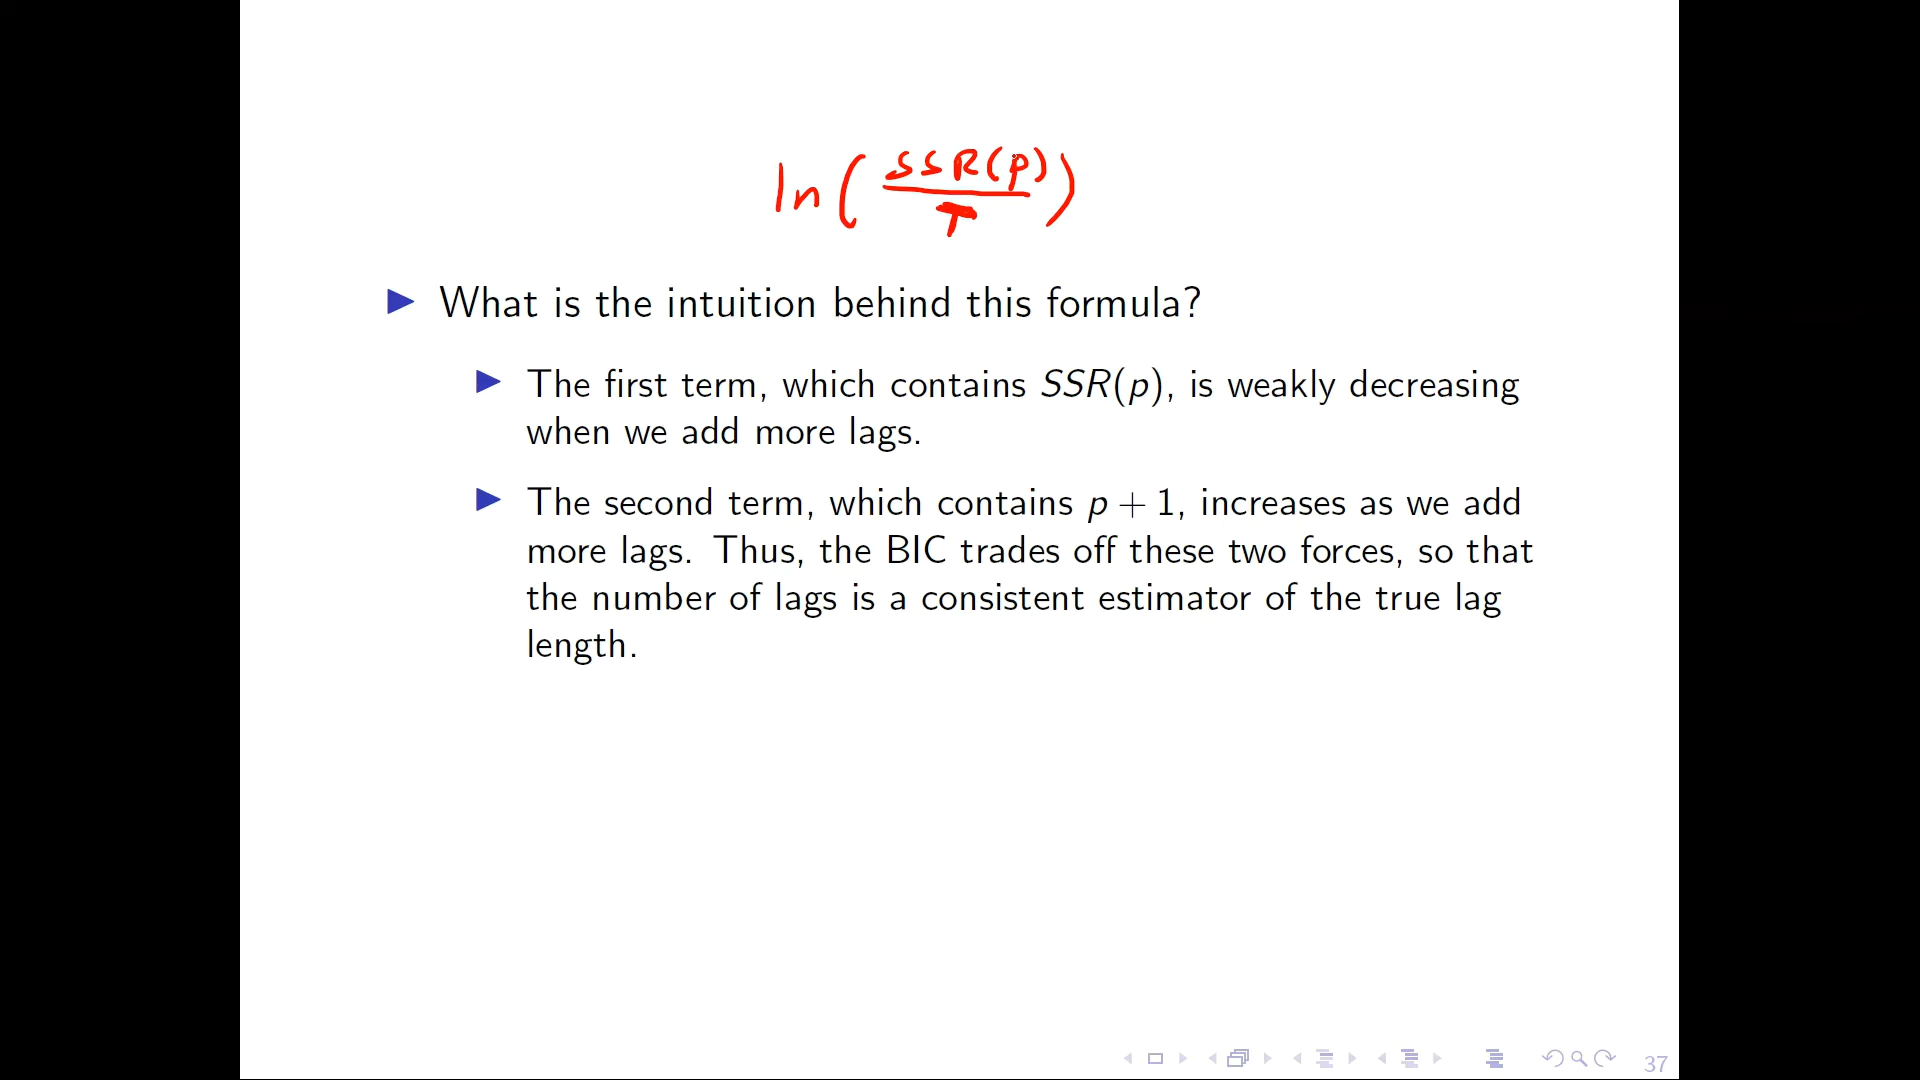 ln(SSR(p)/T)
▶ What is the intuition behind this formula?
▶ The first term, which contains SSR(p), is weakly decreasing
when we add more lags.
▶ The second term, which contains p + 1, increases as we add
more lags. Thus, the BIC trades off these two forces, so that
the number of lags is a consistent estimator of the true lag
length.
37